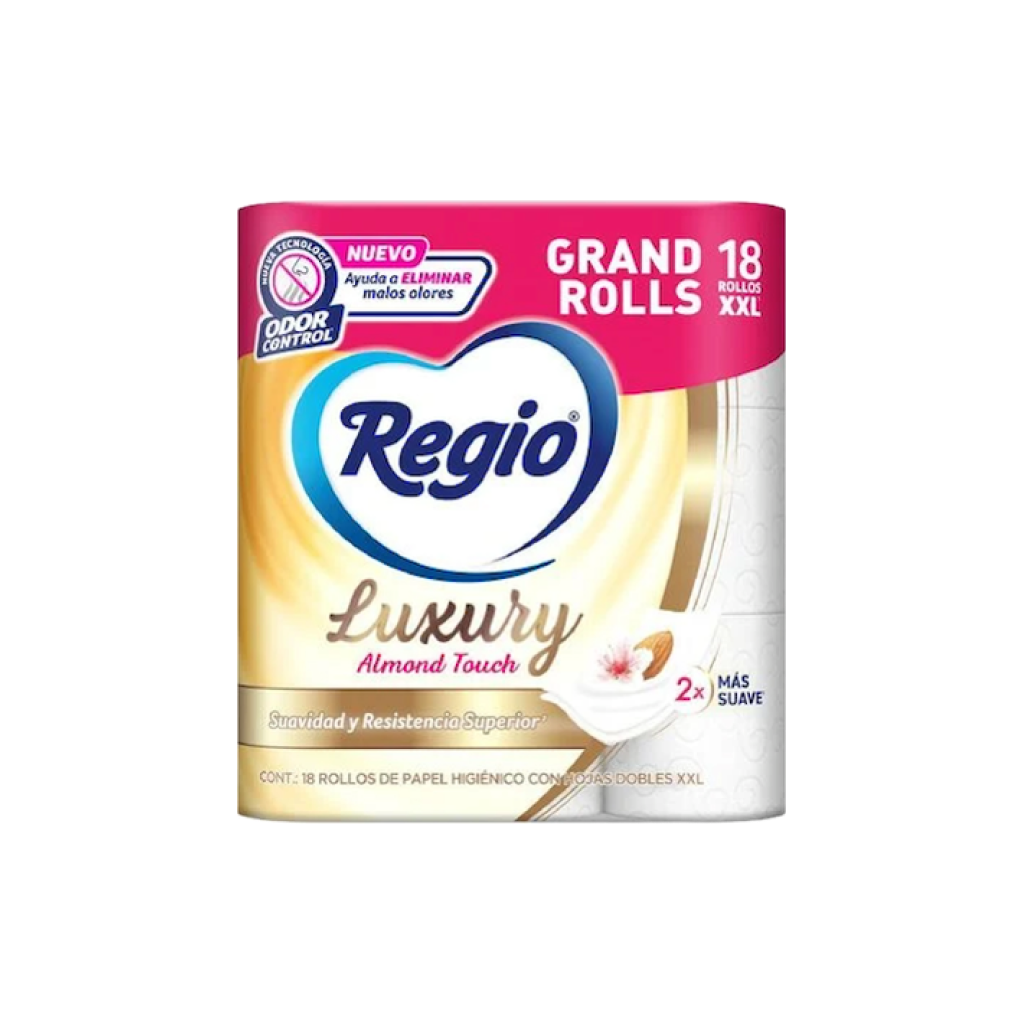 NUEVA TECNOLOGÍA
ODOR
CONTROL
NUEVO
Ayuda a ELIMINAR
malos olores
GRAND
ROLLS
18
ROLLOS
XXL
Regio®
Luxury
Almond Touch
Suavidad y Resistencia Superior
2x MÁS
SUAVE
CONT.: 18 ROLLOS DE PAPEL HIGIÉNICO CON HOJAS DOBLES XXL